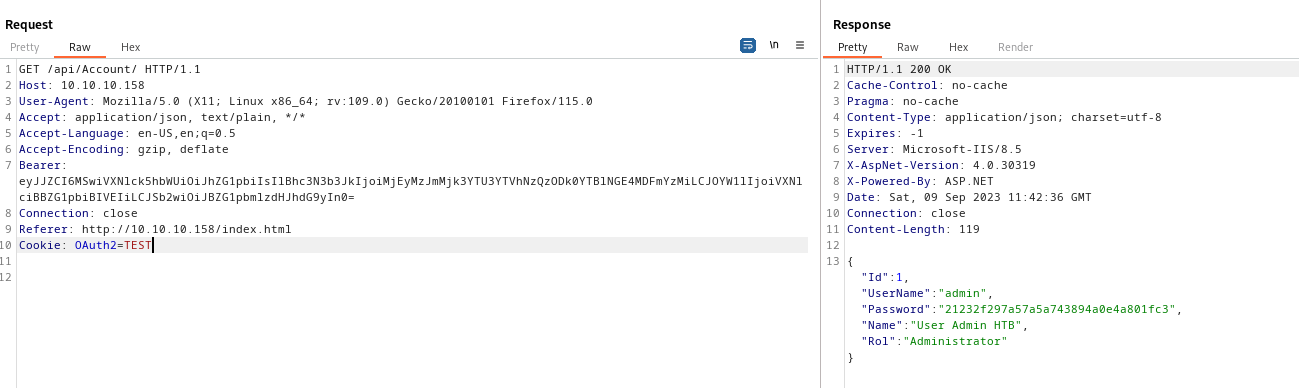 Request
Pretty Raw Hex
\n
1 GET /api/Account/ HTTP/1.1
2 Host: 10.10.10.158
3 User-Agent: Mozilla/5.0 (X11; Linux x86_64; rv:109.0) Gecko/20100101 Firefox/115.0
4 Accept: application/json, text/plain, */*
5 Accept-Language: en-US,en;q=0.5
6 Accept-Encoding: gzip, deflate
7 Bearer:
eyJJZCI6MSwiVXNlck5hbWUiOiJhZG1pbiIsIlBhc3N3b3JkIjoiMjEyMzJmMjk3YTU3YTVhNzQzODk0YTBlNGE4MDFmYzMiLCJOYW1lIjoiVXNl
ciBBZG1pbiBIVEIiLCJSb2wiOiJBZG1pbmlzdHJhdG9yIn0=
8 Connection: close
9 Referer: http://10.10.10.158/index.html
10 Cookie: OAuth2=TEST
11
12
Response
Pretty Raw Hex Render
1 HTTP/1.1 200 OK
2 Cache-Control: no-cache
3 Pragma: no-cache
4 Content-Type: application/json; charset=utf-8
5 Expires: -1
6 Server: Microsoft-IIS/8.5
7 X-AspNet-Version: 4.0.30319
8 X-Powered-By: ASP.NET
9 Date: Sat, 09 Sep 2023 11:42:36 GMT
10 Connection: close
11 Content-Length: 119
12
13 {
"Id":1,
"UserName":"admin",
"Password":"21232f297a57a5a743894a0e4a801fc3",
"Name":"User Admin HTB",
"Rol":"Administrator"
}